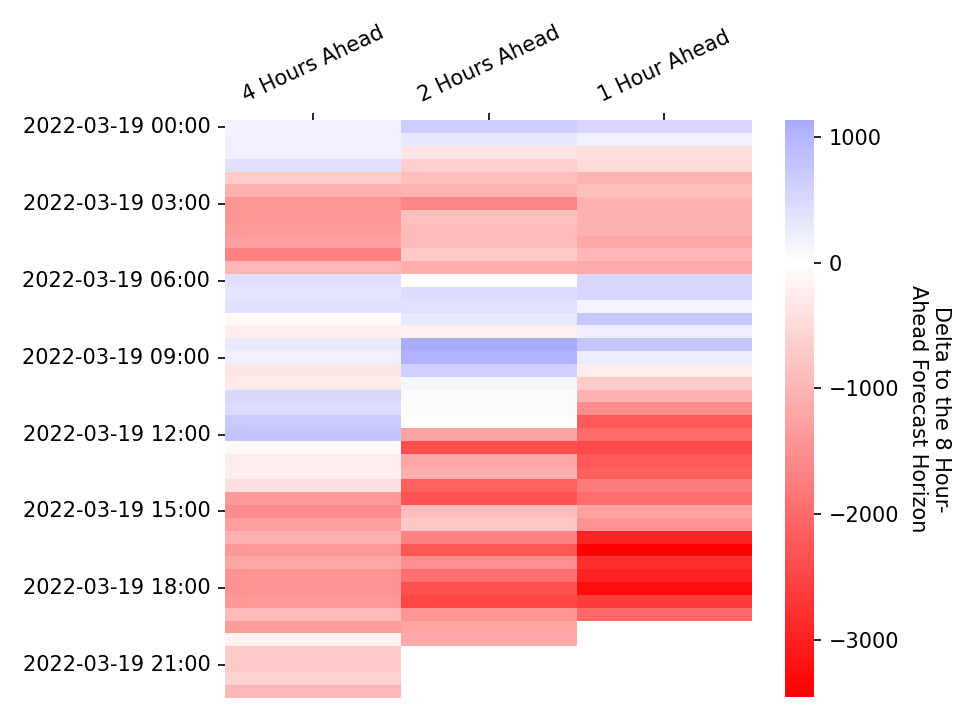 4 Hours Ahead
2 Hours Ahead
1 Hour Ahead
2022-03-19 00:00
2022-03-19 03:00
2022-03-19 06:00
2022-03-19 09:00
2022-03-19 12:00
2022-03-19 15:00
2022-03-19 18:00
2022-03-19 21:00
1000
0
−1000
−2000
−3000
Delta to the 8 Hour-
Ahead Forecast Horizon